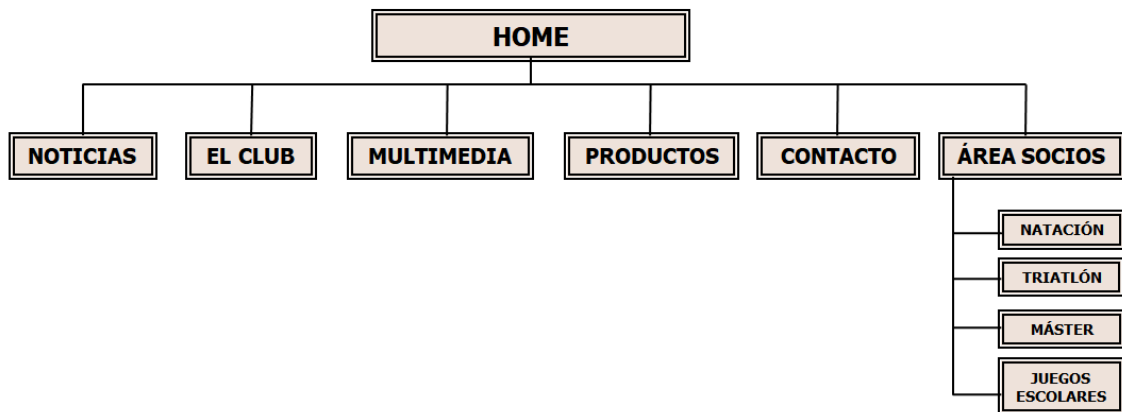 HOME
NOTICIAS
EL CLUB
MULTIMEDIA
PRODUCTOS
CONTACTO
ÁREA SOCIOS
NATACIÓN
TRIATLÓN
MÁSTER
JUEGOS
ESCOLARES